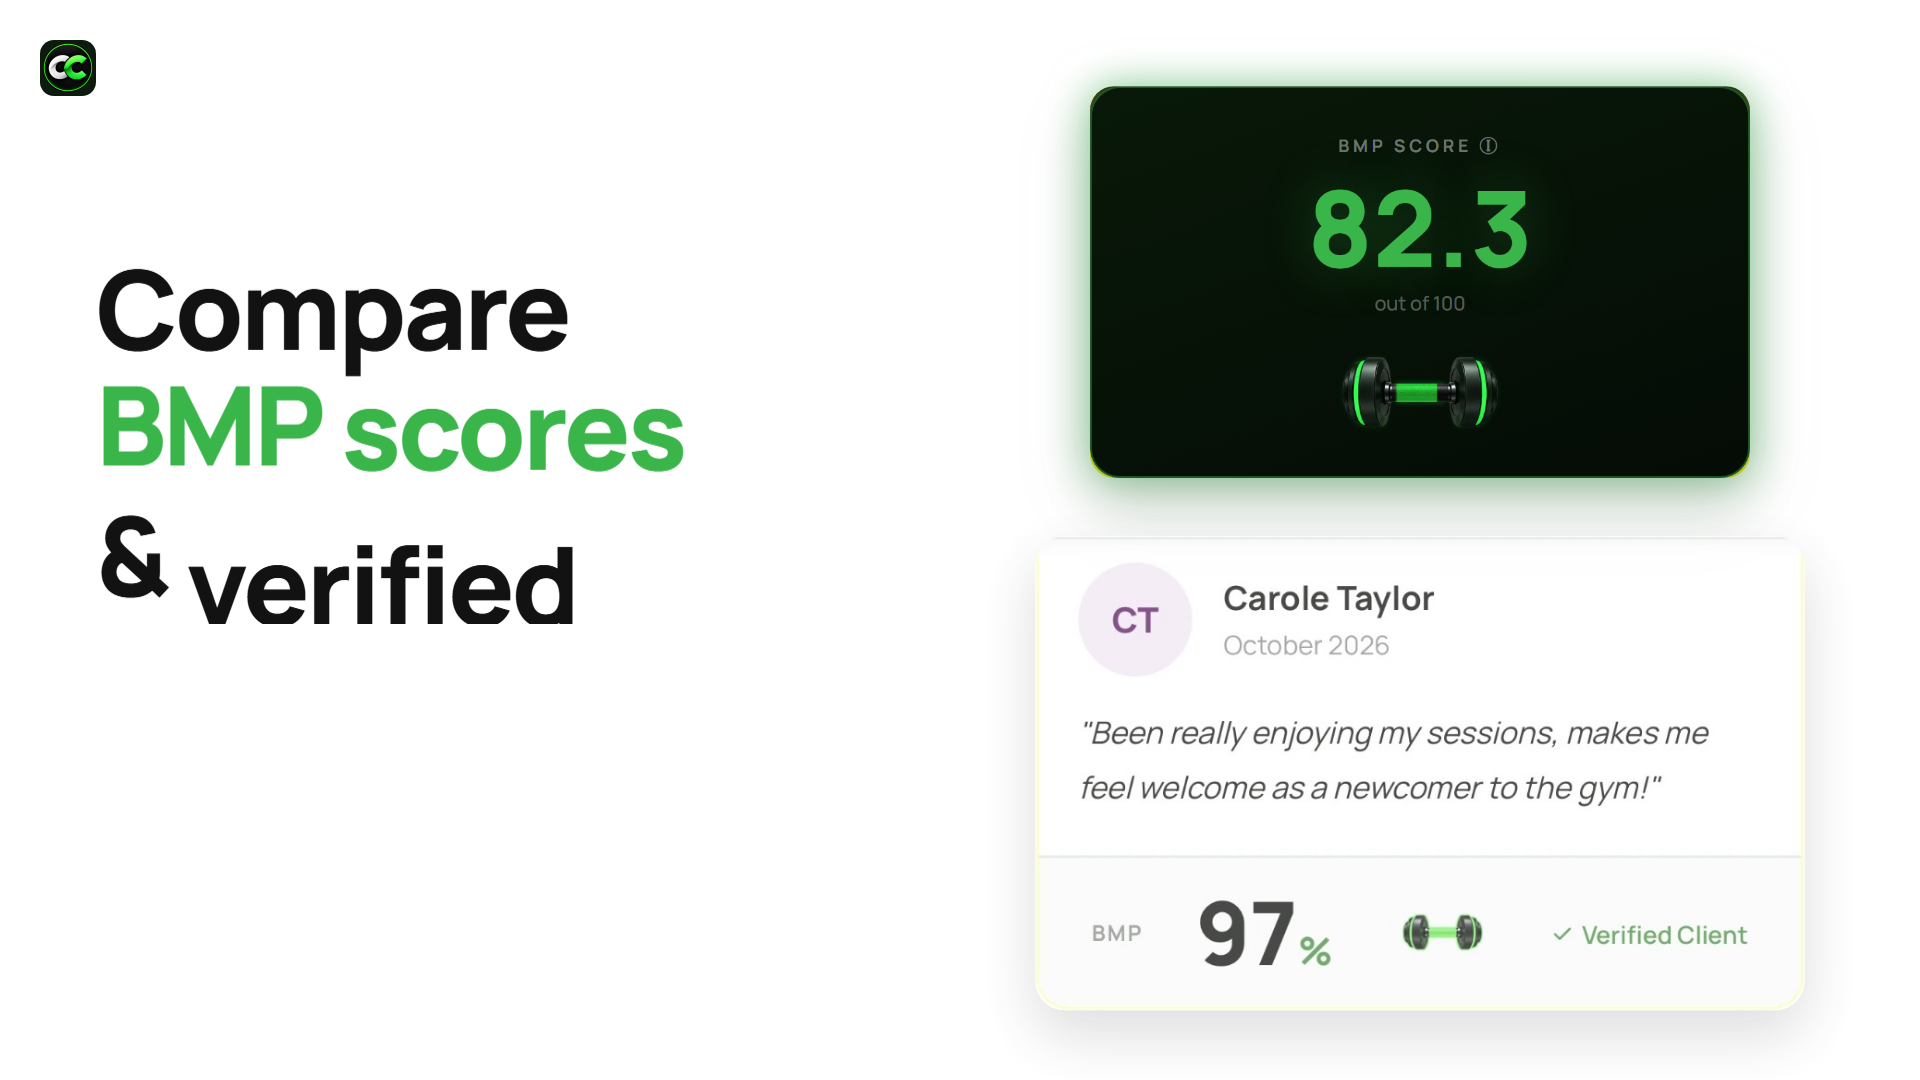 CC
Compare
BMP scores
& verified
BMP SCORE ⓘ
82.3
out of 100
CT
Carole Taylor
October 2026
"Been really enjoying my sessions, makes me
feel welcome as a newcomer to the gym!"
BMP
97%
✓ Verified Client